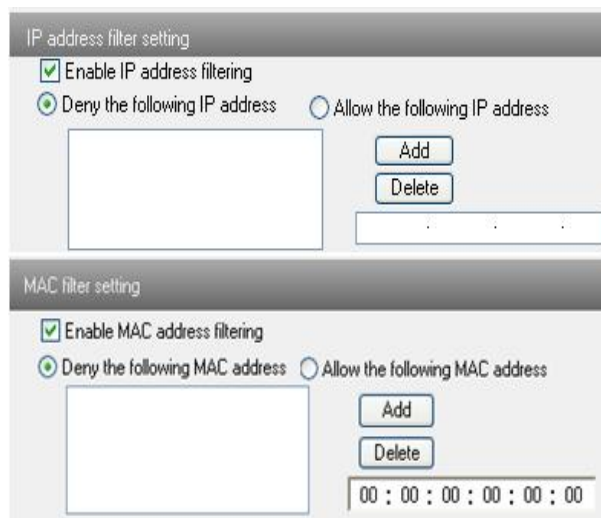 IP address filter setting
Enable IP address filtering
Deny the following IP address Allow the following IP address
Add
Delete
. . .
MAC filter setting
Enable MAC address filtering
Deny the following MAC address Allow the following MAC address
Add
Delete
00 : 00 : 00 : 00 : 00 : 00